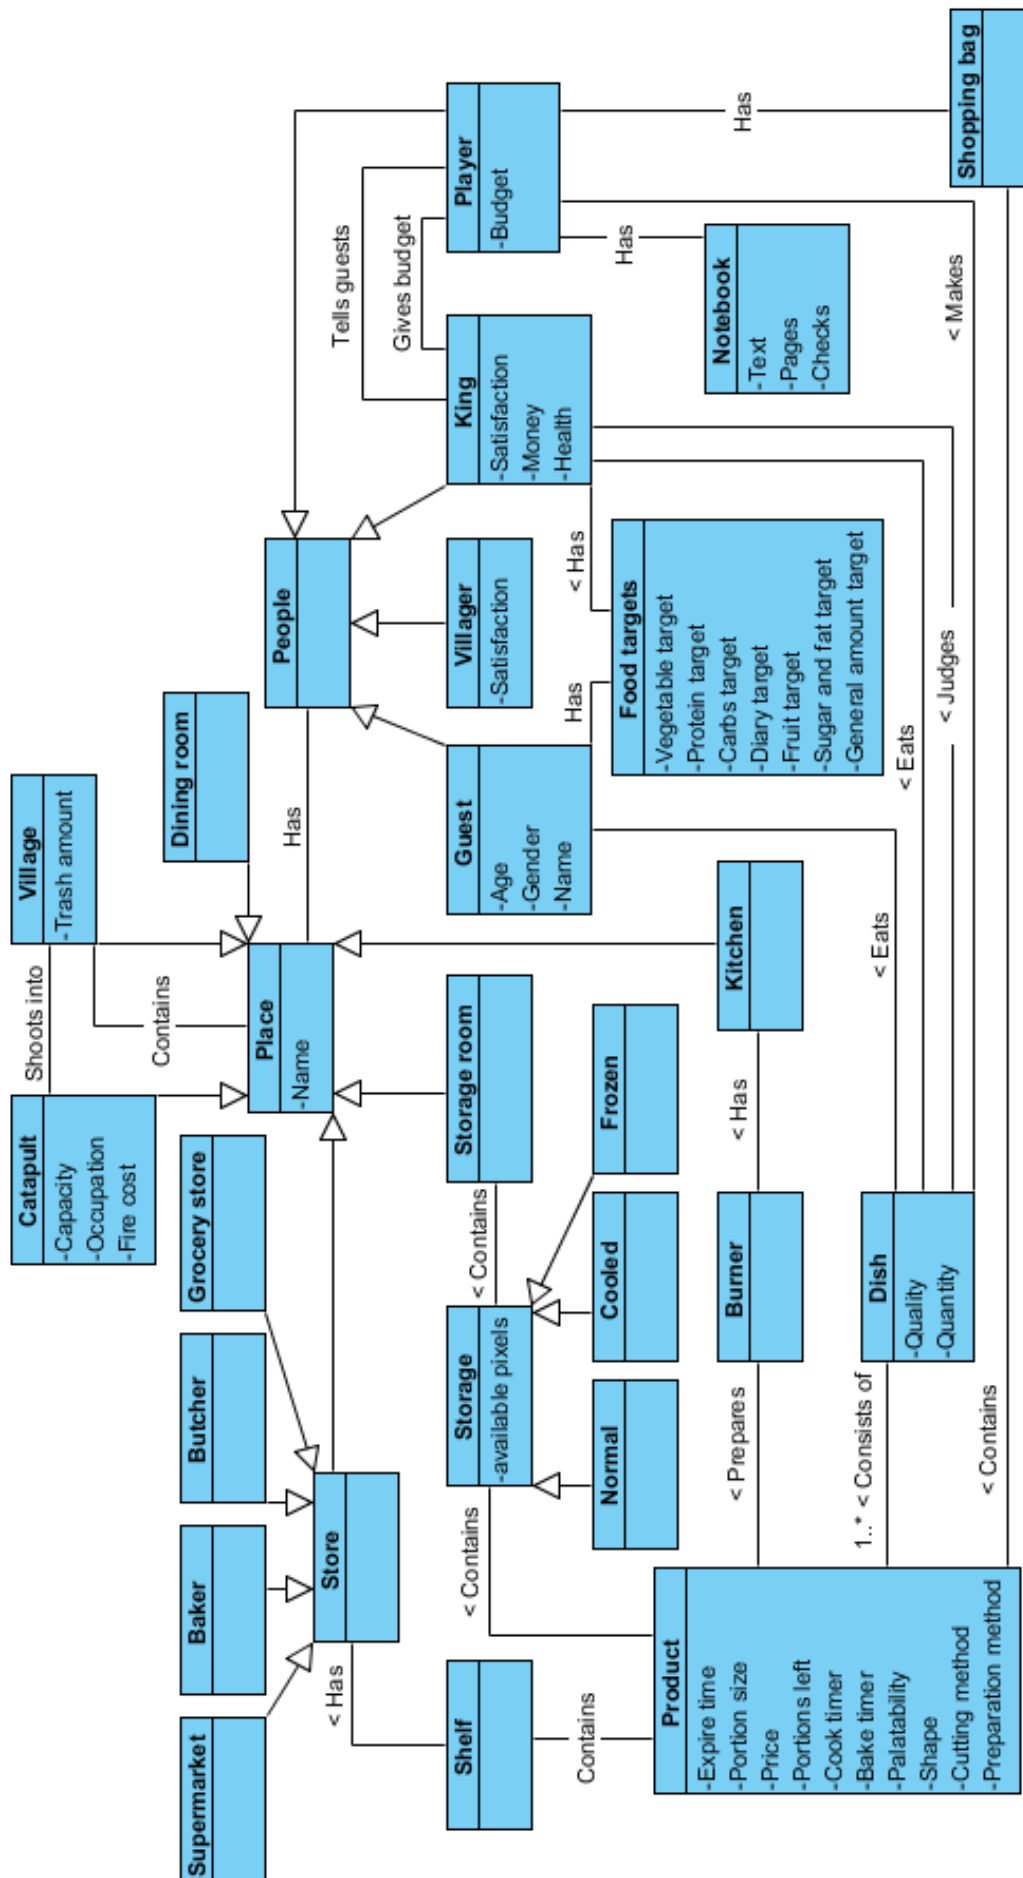 Supermarket
Baker
Butcher
Grocery store
Catapult
-Capacity
-Occupation
-Fire cost
Shoots into
Village
-Trash amount
Contains
Dining room
Place
-Name
Has
People
Store
< Has
Shelf
Contains
Storage room
< Contains
Storage
-available pixels
< Contains
Normal
Cooled
Frozen
Guest
-Age
-Gender
-Name
Villager
-Satisfaction
King
-Satisfaction
-Money
-Health
Tells guests
Gives budget
Player
-Budget
Has
< Has
Food targets
-Vegetable target
-Protein target
-Carbs target
-Diary target
-Fruit target
-Sugar and fat target
-General amount target
Has
Notebook
-Text
-Pages
-Checks
Has
Shopping bag
Kitchen
< Has
Burner
< Prepares
Product
-Expire time
-Portion size
-Price
-Portions left
-Cook timer
-Bake timer
-Palatability
-Shape
-Cutting method
-Preparation method
1..* < Consists of
Dish
-Quality
-Quantity
< Eats
< Eats
< Judges
< Makes
< Contains